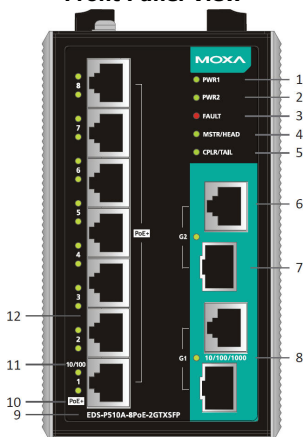 Front Panel View
MOXA
PWR1
1
PWR2
2
FAULT
3
MSTR/HEAD
4
CPLR/TAIL
5
8
7
6
5
4
3
2
1
PoE+
6
G2
7
12
G1
10/100/1000
8
11
10/100
10
PoE+
9
EDS-P510A-8PoE-2GTXSFP